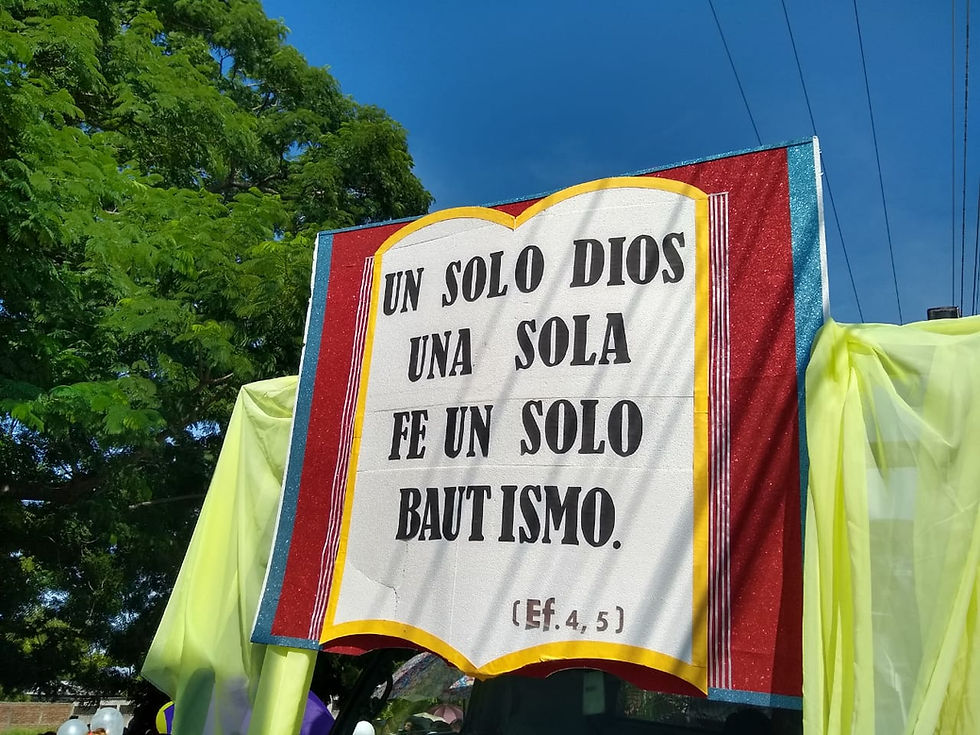 UN SOLO DIOS
UNA SOLA
FE UN SOLO
BAUTISMO.
(Ef. 4, 5)